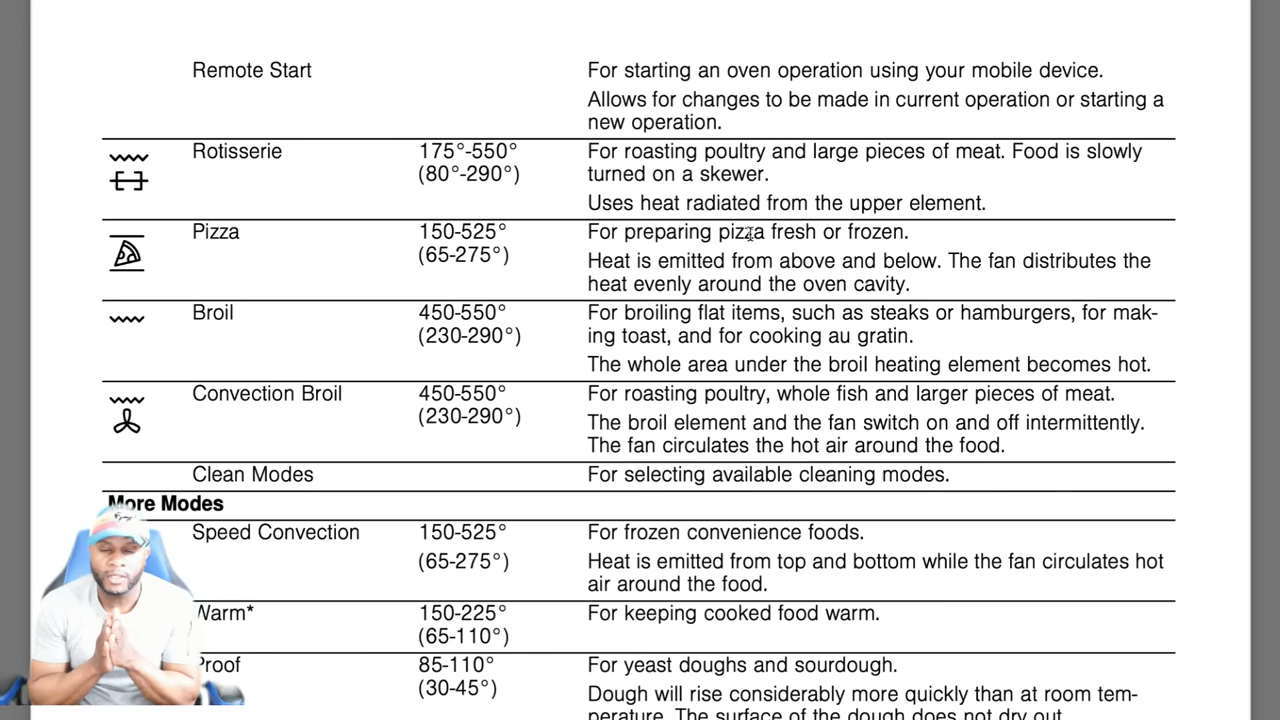 Remote Start
For starting an oven operation using your mobile device.
Allows for changes to be made in current operation or starting a
new operation.
Rotisserie
175°-550°
(80°-290°)
For roasting poultry and large pieces of meat. Food is slowly
turned on a skewer.
Uses heat radiated from the upper element.
Pizza
150-525°
(65-275°)
For preparing pizza fresh or frozen.
Heat is emitted from above and below. The fan distributes the
heat evenly around the oven cavity.
Broil
450-550°
(230-290°)
For broiling flat items, such as steaks or hamburgers, for mak-
ing toast, and for cooking au gratin.
The whole area under the broil heating element becomes hot.
Convection Broil
450-550°
(230-290°)
For roasting poultry, whole fish and larger pieces of meat.
The broil element and the fan switch on and off intermittently.
The fan circulates the hot air around the food.
Clean Modes
For selecting available cleaning modes.
More Modes
Speed Convection
150-525°
(65-275°)
For frozen convenience foods.
Heat is emitted from top and bottom while the fan circulates hot
air around the food.
Warm*
150-225°
(65-110°)
For keeping cooked food warm.
Proof
85-110°
(30-45°)
For yeast doughs and sourdough.
Dough will rise considerably more quickly than at room tem-
perature. The surface of the dough does not dry out.